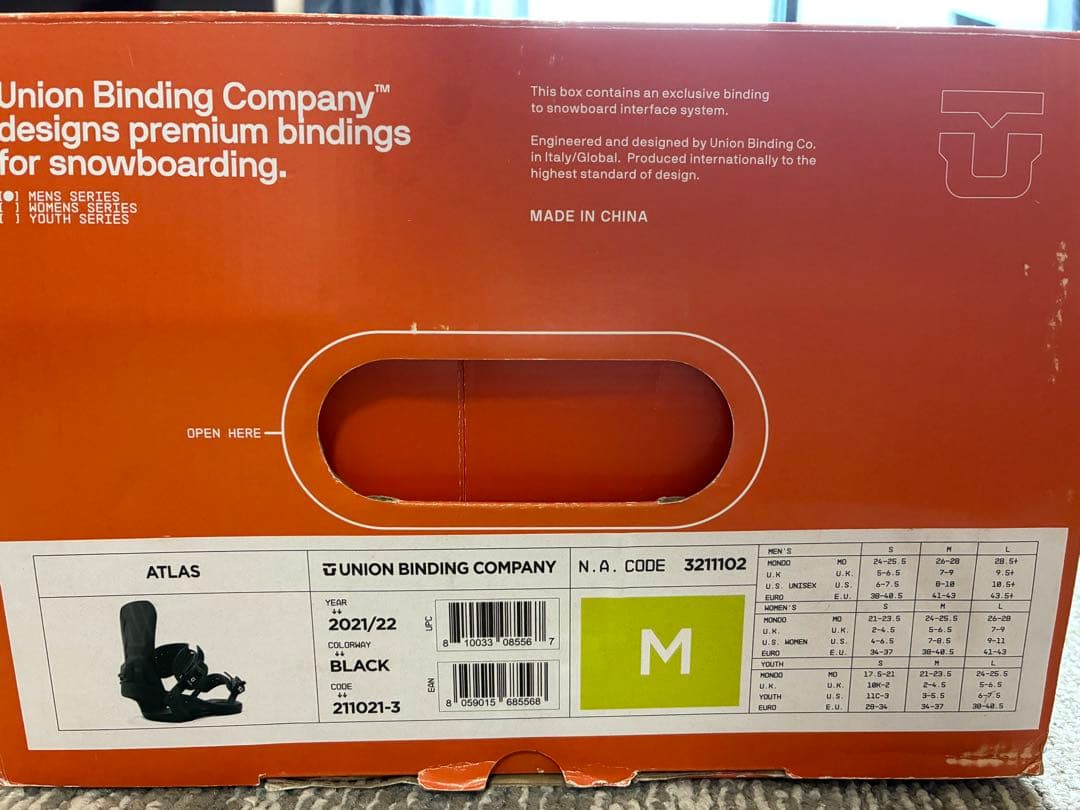 Union Binding Company™
designs premium bindings
for snowboarding.
[●] MENS SERIES
[ ] WOMENS SERIES
[ ] YOUTH SERIES
This box contains an exclusive binding
to snowboard interface system.
Engineered and designed by Union Binding Co.
in Italy/Global. Produced internationally to the
highest standard of design.
MADE IN CHINA
OPEN HERE
ATLAS
UNION BINDING COMPANY
YEAR
2021/22
COLORWAY
BLACK
CODE
211021-3
UPC
8 10033 08556 7
EAN
8 059015 685568
N.A. CODE 3211102
M
MEN'S S M L
MONDO MO 24-25.5 26-28 28.5+
U.K U.K. 5-6.5 7-9 9.5+
U.S. UNISEX U.S. 6-7.5 8-10 10.5+
EURO E.U. 38-40.5 41-43 43.5+
WOMEN'S S M L
MONDO MO 21-23.5 24-25.5 26-28
U.K. U.K. 2-4.5 5-6.5 7-9
U.S. WOMEN U.S. 4-6.5 7-8.5 9-11
EURO E.U. 34-37 38-40.5 41-43
YOUTH S M L
MONDO MO 17.5-21 21-23.5 24-25.5
U.K. U.K. 10K-2 2-4.5 5-6.5
YOUTH U.S. 11C-3 3-5.5 6-7.5
EURO E.U. 28-34 34-37 38-40.5